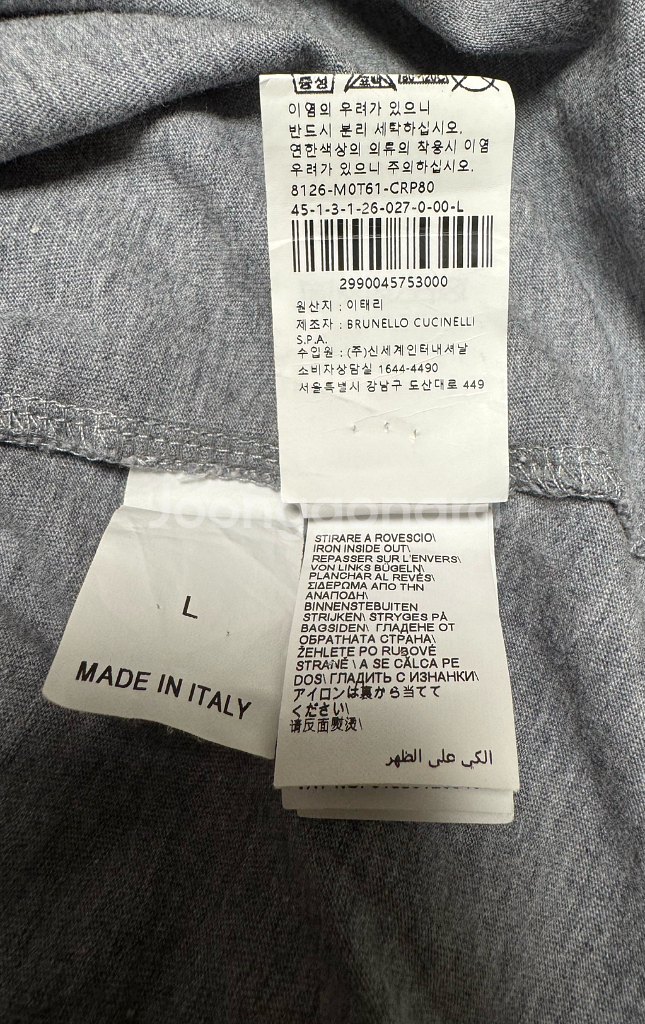 중성 표백
이염의 우려가 있으니
반드시 분리 세탁하십시오.
연한색상의 의류의 착용시 이염
우려가 있으니 주의하십시오.
8126-M0T61-CRP80
45-1-3-1-26-027-0-00-L
2990045753000
원산지 : 이태리
제조자 : BRUNELLO CUCINELLI
S.P.A.
수입원 : (주)신세계인터내셔날
소비자상담실 1644-4490
서울특별시 강남구 도산대로 449
Joongdonara
STIRARE A ROVESCIO\
IRON INSIDE OUT\
REPASSER SUR L'ENVERS\
VON LINKS BÜGELN\
PLANCHAR AL REVÉS\
ΣΙΔΕΡΩΜΑ ΑΠΟ ΤΗΝ
ΑΝΑΠΟΔΗ\
BINNENSTEBUITEN
STRIJKEN\ STRYGES PÅ
BAGSIDEN\ ГЛАДЕНЕ ОТ
ОБРАТНАТА СТРАНА\
ŽEHLETE PO RUBOVÉ
STRANĚ \ A SE CĂLCA PE
DOS\ ГЛАДИТЬ С ИЗНАНКИ\
アイロンは裏から当てて
ください\
请反面熨烫\
الكي على الظهر
L
MADE IN ITALY